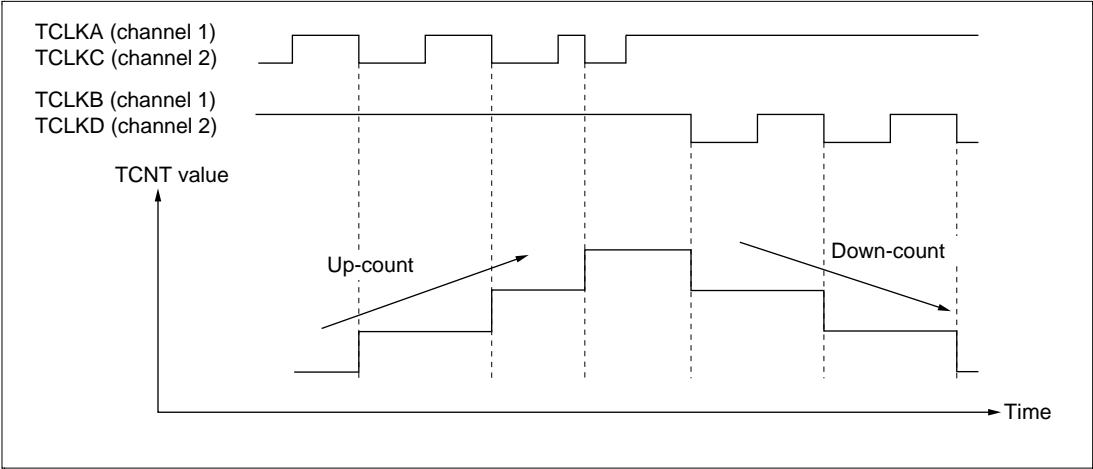 TCLKA (channel 1)
TCLKC (channel 2)
TCLKB (channel 1)
TCLKD (channel 2)
TCNT value
Up-count
Down-count
Time